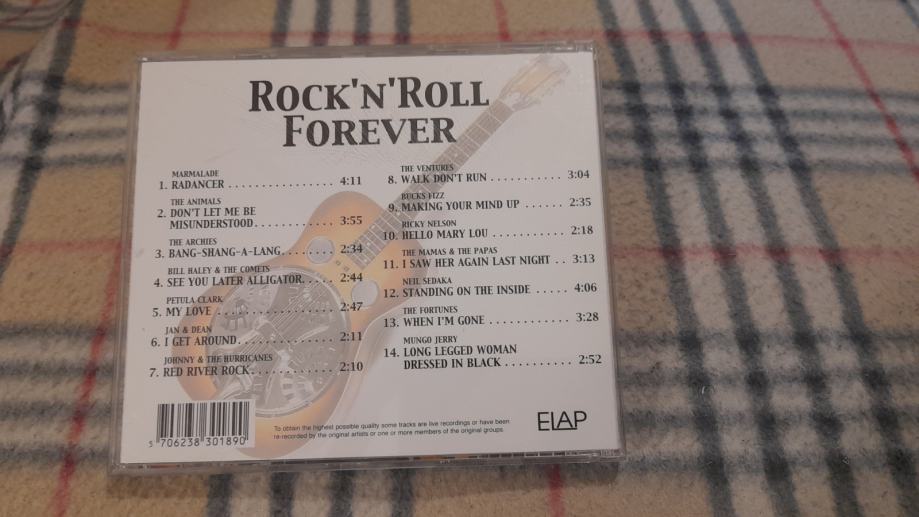 ROCK'N'ROLL
FOREVER
MARMALADE
1. RADANCER ................ 4:11
THE ANIMALS
2. DON'T LET ME BE
MISUNDERSTOOD............ 3:55
THE ARCHIES
3. BANG-SHANG-A-LANG........ 2:34
BILL HALEY & THE COMETS
4. SEE YOU LATER ALLIGATOR..... 2:44
PETULA CLARK
5. MY LOVE ................. 2:47
JAN & DEAN
6. I GET AROUND.............. 2:11
JOHNNY & THE HURRICANES
7. RED RIVER ROCK............. 2:10
THE VENTURES
8. WALK DON'T RUN ........... 3:04
BUCKS FIZZ
9. MAKING YOUR MIND UP ...... 2:35
RICKY NELSON
10. HELLO MARY LOU ........... 2:18
THE MAMAS & THE PAPAS
11. I SAW HER AGAIN LAST NIGHT .. 3:13
NEIL SEDAKA
12. STANDING ON THE INSIDE ..... 4:06
THE FORTUNES
13. WHEN I'M GONE ............ 3:28
MUNGO JERRY
14. LONG LEGGED WOMAN
DRESSED IN BLACK.......... 2:52
5 706238 301890
To obtain the highest possible quality some tracks are live recordings or have been
re-recorded by the original artists or one or more members of the original groups.
ELAP